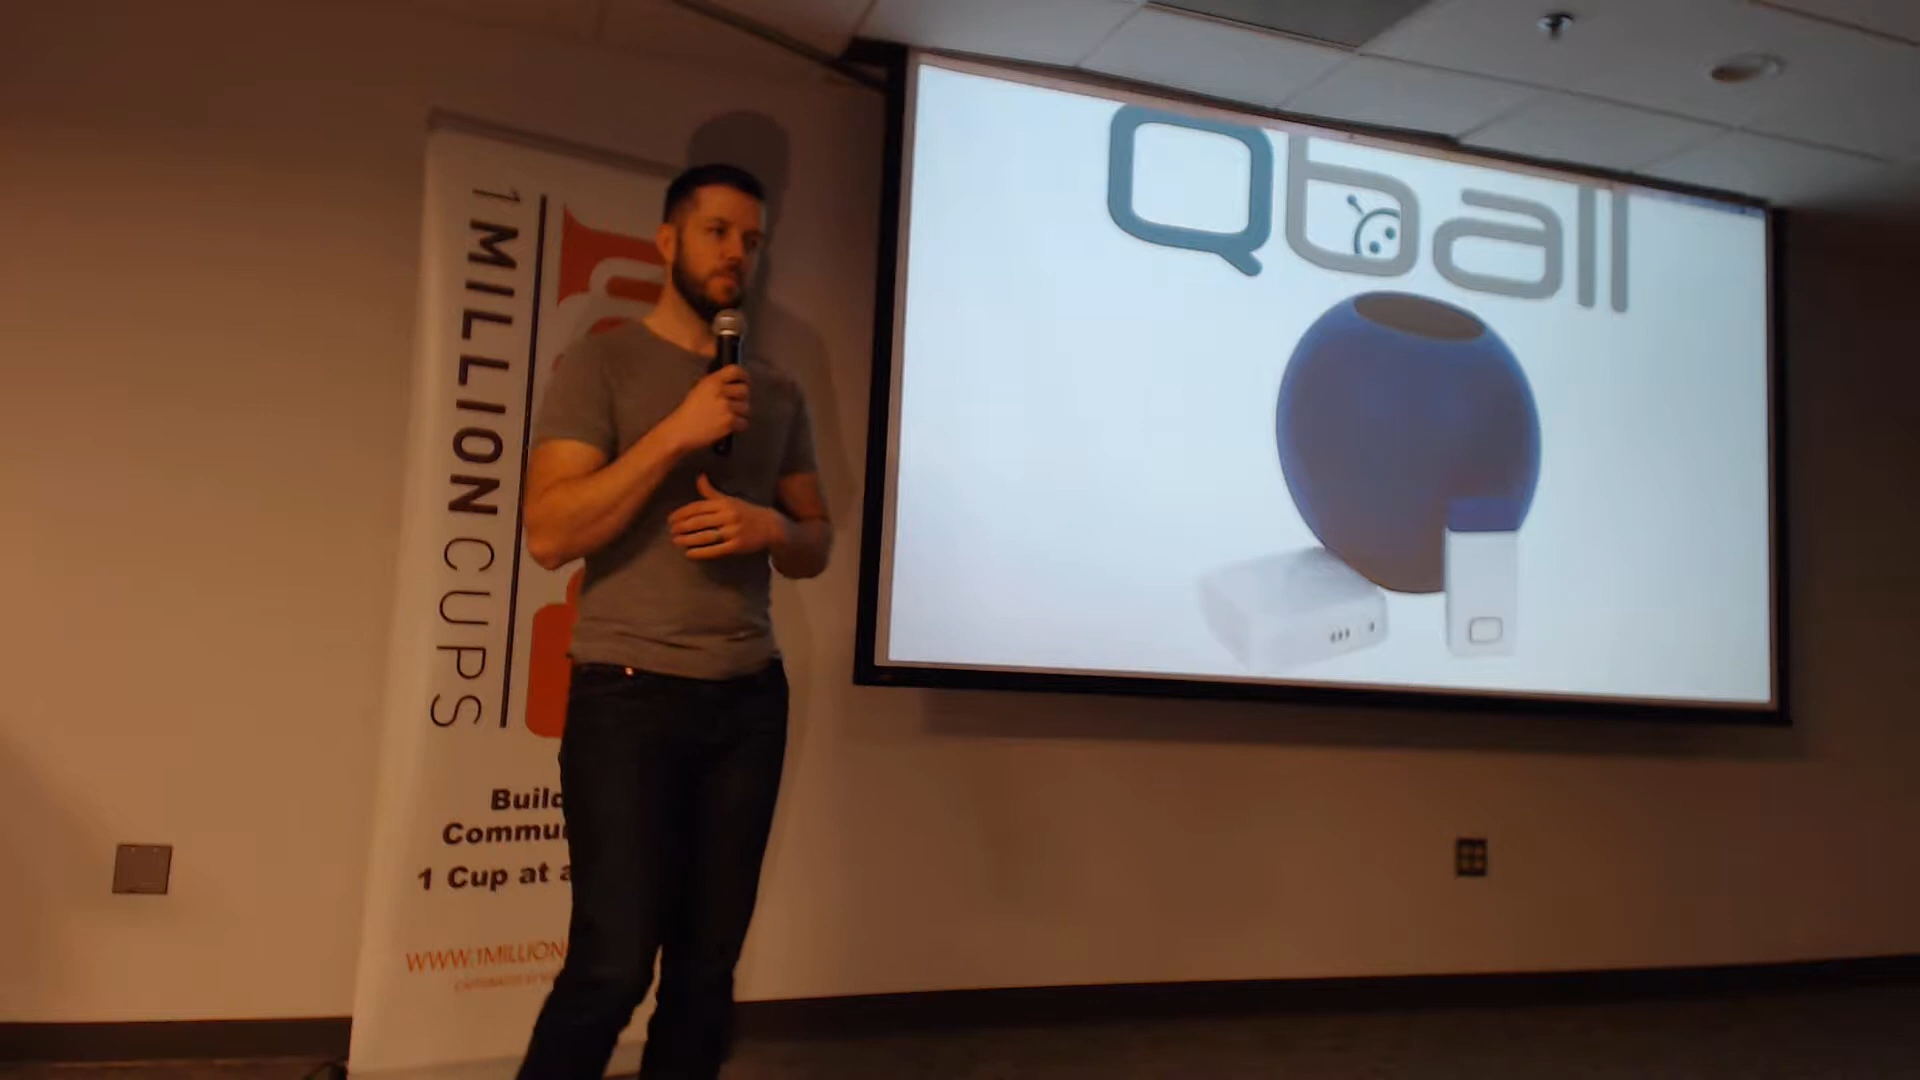 1 MILLION CUPS
Build
Commu
1 Cup at a
WWW.1MILLION
Qball